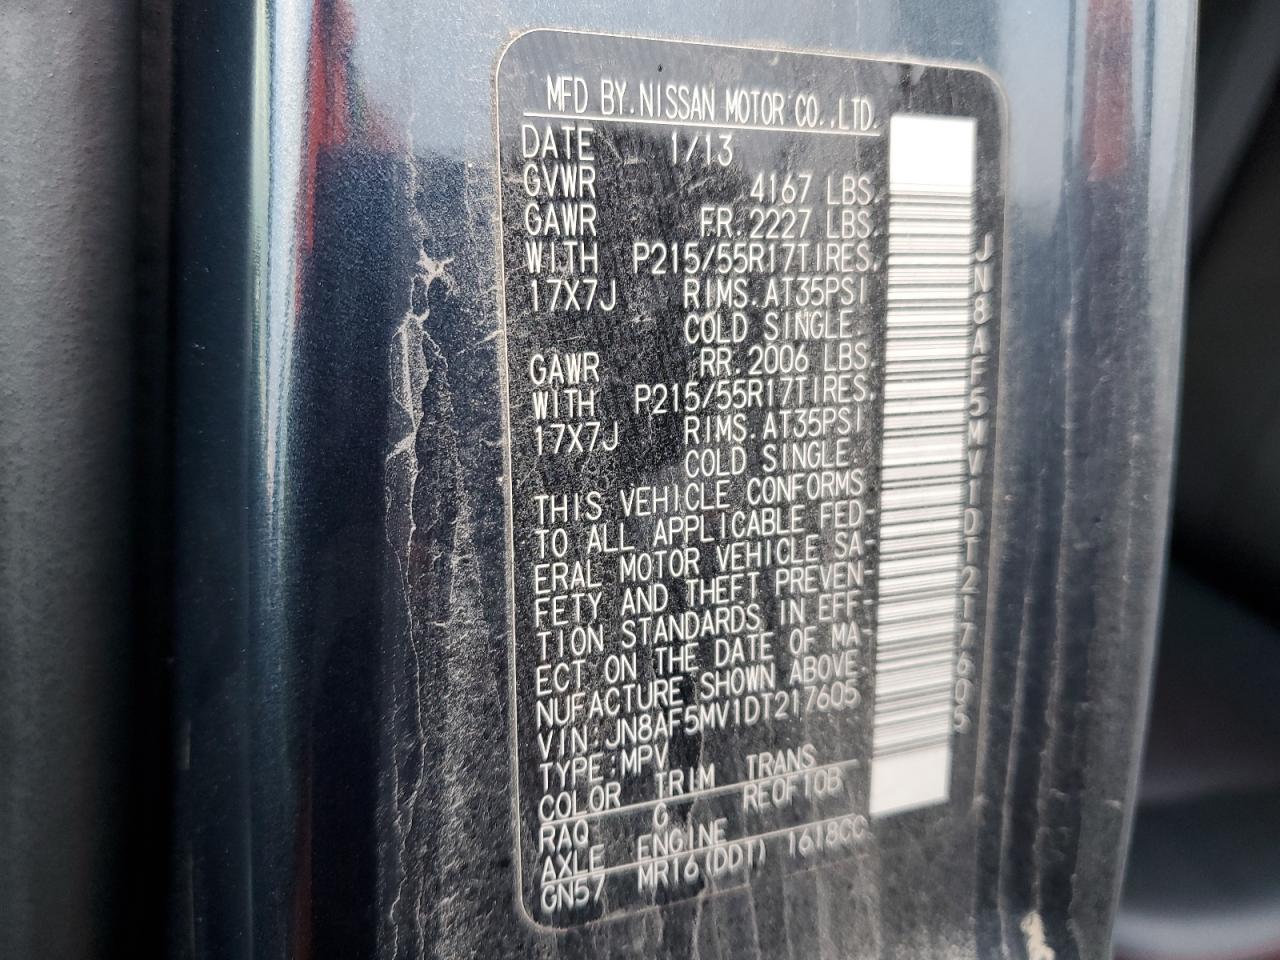 MFD BY. NISSAN MOTOR CO.,LTD.
DATE 1/13
GVWR 4167 LBS.
GAWR FR. 2227 LBS.
WITH P215/55R17TIRES.
17X7J RIMS. AT35PSI
COLD SINGLE.
GAWR RR. 2006 LBS.
WITH P215/55R17TIRES.
17X7J RIMS. AT35PSI
COLD SINGLE.
THIS VEHICLE CONFORMS
TO ALL APPLICABLE FED-
ERAL MOTOR VEHICLE SA-
FETY AND THEFT PREVEN-
TION STANDARDS IN EFF-
ECT ON THE DATE OF MA-
NUFACTURE SHOWN ABOVE.
VIN:JN8AF5MV1DT217605
TYPE:MPV
COLOR TRIM TRANS
RAQ G RE0F10B
AXLE ENGINE
GN57 MR16(DDT) 1618CC
JN8AF5MV1DT217605